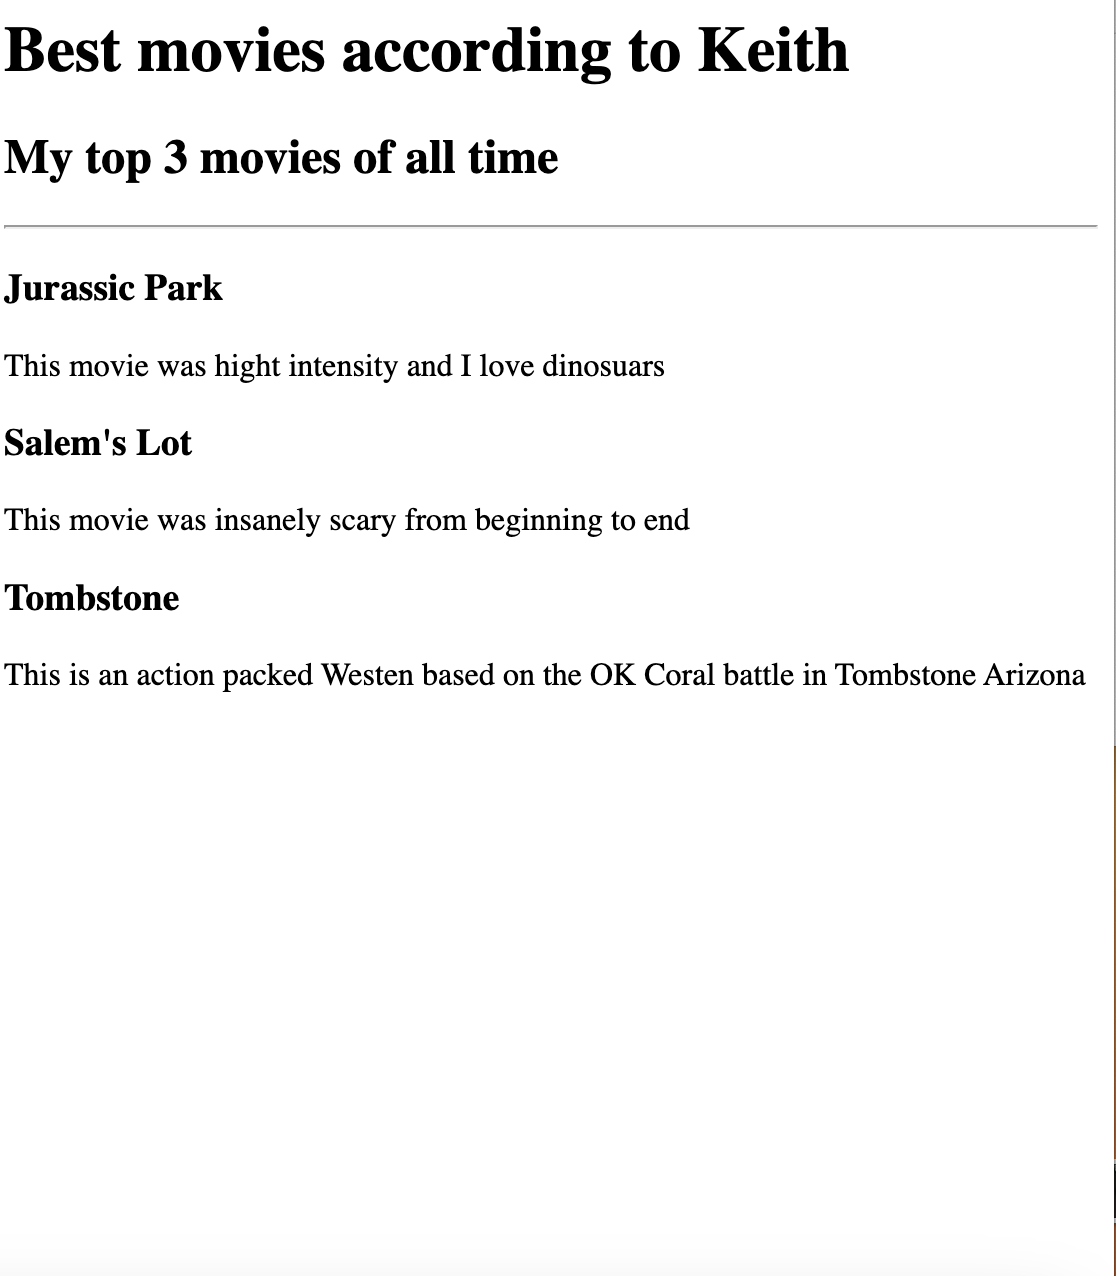 Best movies according to Keith
My top 3 movies of all time
Jurassic Park
This movie was hight intensity and I love dinosuars
Salem's Lot
This movie was insanely scary from beginning to end
Tombstone
This is an action packed Westen based on the OK Coral battle in Tombstone Arizona